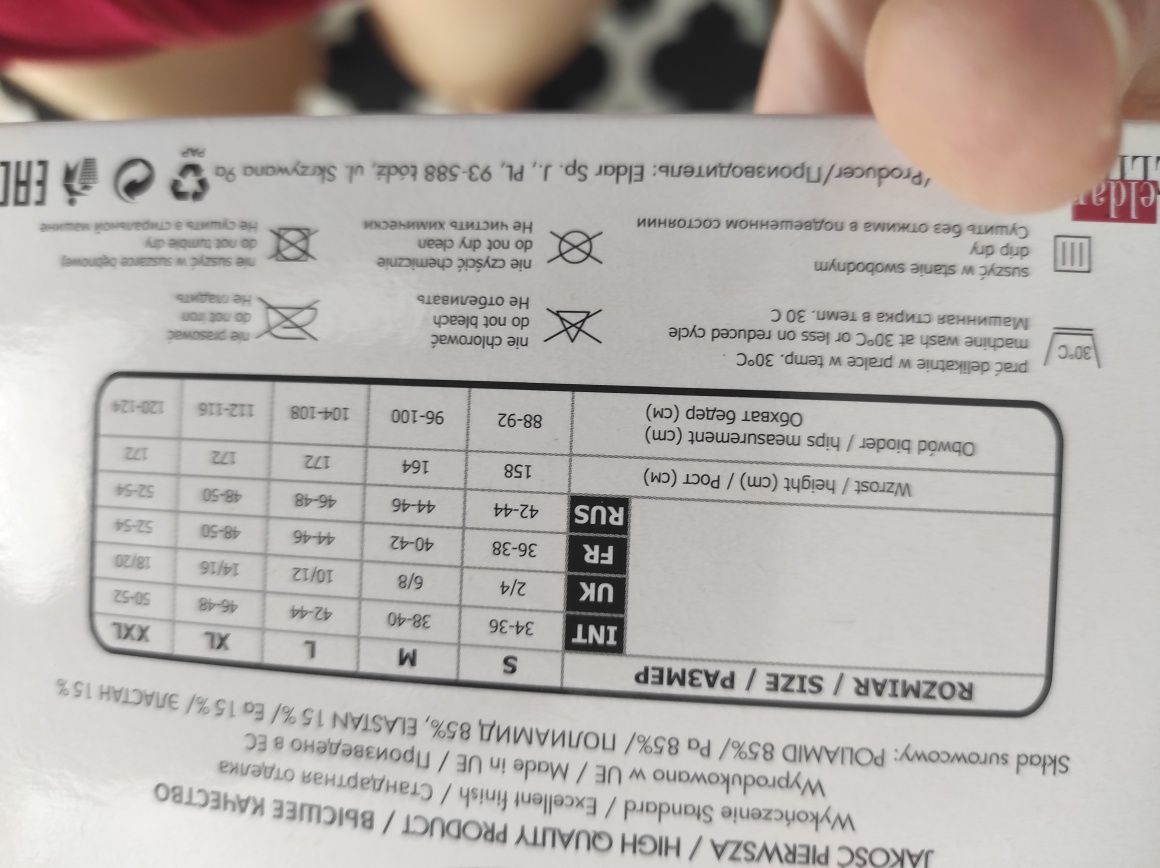 JAKOŚĆ PIERWSZA / HIGH QUALITY PRODUCT / ВЫСШЕЕ КАЧЕСТВО
Wykończenie Standard / Excellent finish / Стандартная отделка
Wyprodukowano w UE / Made in UE / Произведено в ЕС
Skład surowcowy: POLIAMID 85%/ Pa 85%/ ПОЛИАМИД 85%, ELASTAN 15 %/ Ea 15 %/ ЭЛАСТАН 15 %
ROZMIAR / SIZE / РАЗМЕР S M L XL XXL
INT 34-36 38-40 42-44 46-48 50-52
UK 2/4 6/8 10/12 14/16 18/20
FR 36-38 40-42 44-46 48-50 52-54
RUS 42-44 44-46 46-48 48-50 52-54
Wzrost / height (cm) / Рост (см) 158 164 172 172 172
Obwód bioder / hips measurement (cm)
Обхват бедер (см) 88-92 96-100 104-108 112-116 120-124
30°C
prać delikatnie w pralce w temp. 30°C
machine wash at 30°C or less on reduced cycle
Машинная стирка в темп. 30 С
nie chlorować
do not bleach
Не отбеливать
nie prasować
do not iron
Не гладить
suszyć w stanie swobodnym
drip dry
Сушить без отжима в подвешенном состоянии
nie czyścić chemicznie
do not dry clean
Не чистить химически
nie suszyć w suszarce bębnowej
do not tumble dry
Не сушить в стиральной машине
eldar
/Producer/Производитель: Eldar Sp. J., PL, 93-588 Łódź, ul. Skrzywana 9a
PAP
EAC